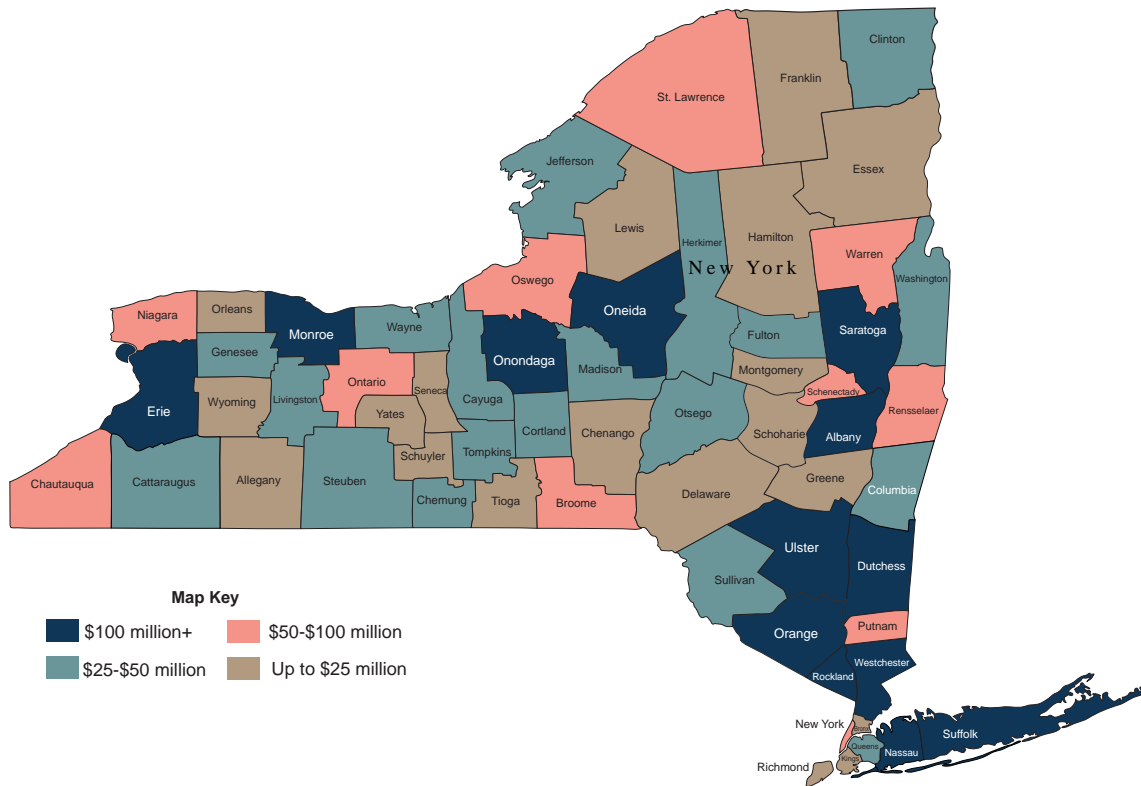 Clinton
Franklin
St. Lawrence
Jefferson
Essex
Lewis
Hamilton
Herkimer
New York
Warren
Washington
Oswego
Oneida
Niagara
Orleans
Monroe
Wayne
Fulton
Saratoga
Genesee
Onondaga
Madison
Montgomery
Ontario
Seneca
Schenectady
Erie
Wyoming
Livingston
Yates
Cayuga
Otsego
Rensselaer
Cortland
Chenango
Schoharie
Albany
Tompkins
Schuyler
Chautauqua
Cattaraugus
Allegany
Steuben
Chemung
Tioga
Broome
Delaware
Greene
Columbia
Ulster
Dutchess
Sullivan
Orange
Putnam
Westchester
Rockland
New York
Bronx
Queens
Kings
Nassau
Suffolk
Richmond
Map Key
$100 million+
$50-$100 million
$25-$50 million
Up to $25 million